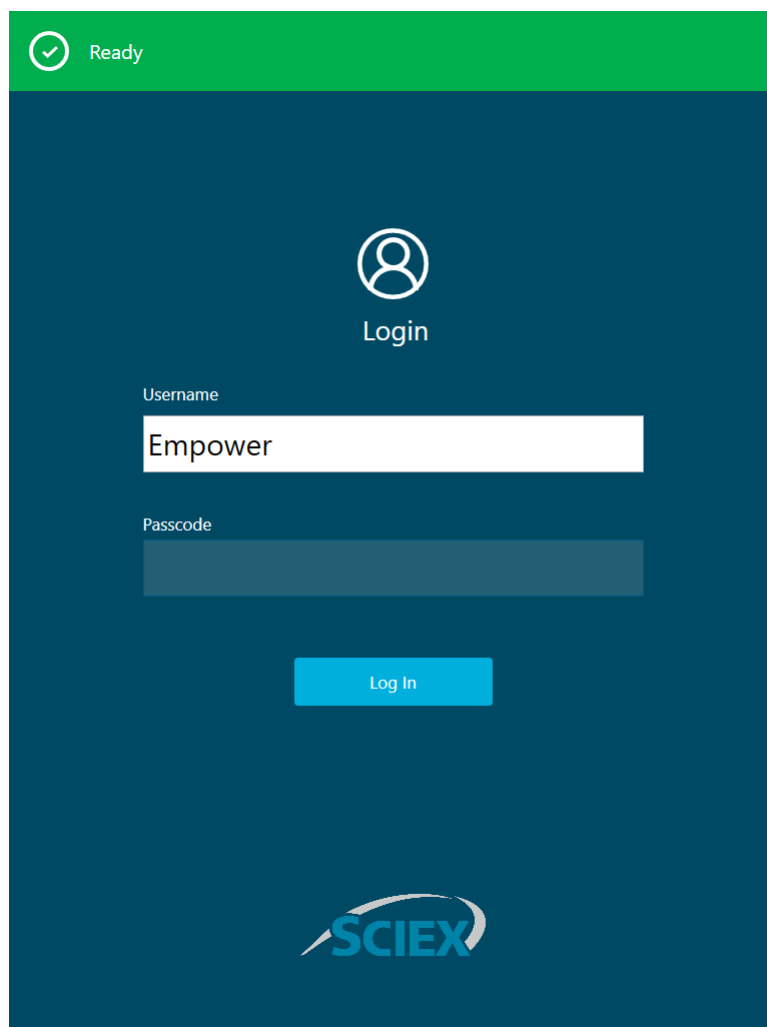 Ready
Login
Username
Empower
Passcode
Log In
SCIEX